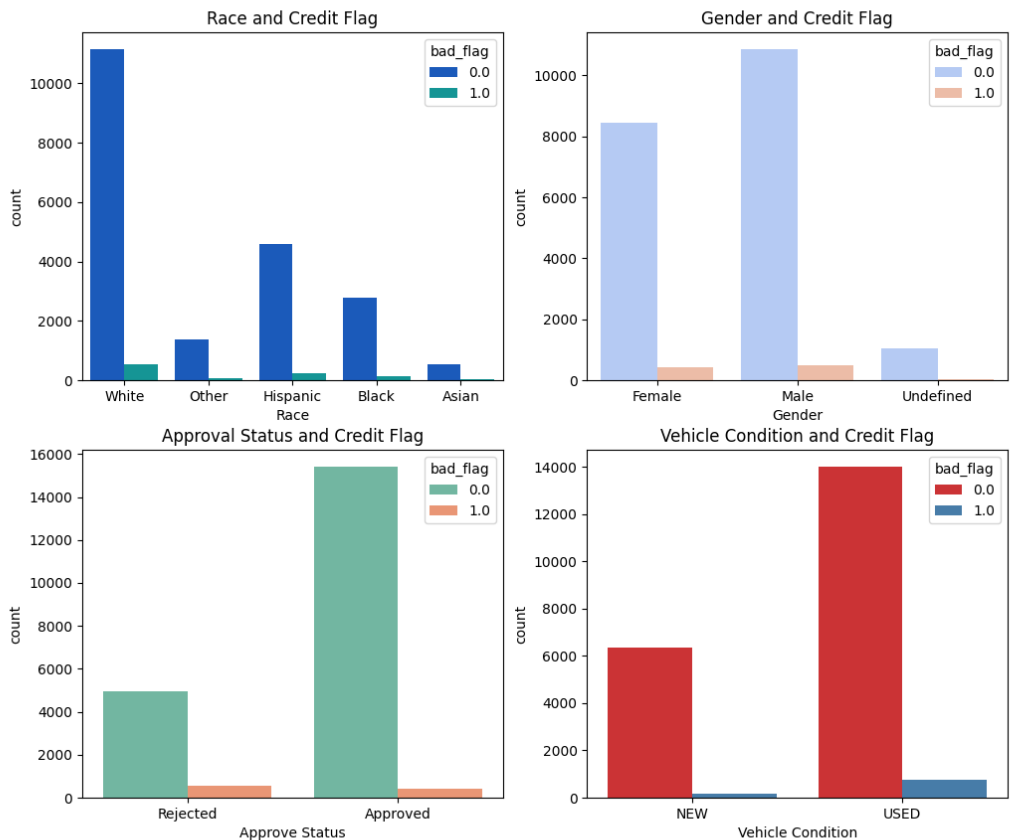 Race and Credit Flag
bad_flag
0.0
1.0
10000
8000
6000
4000
2000
0
count
White
Other
Hispanic
Black
Asian
Race
Gender and Credit Flag
bad_flag
0.0
1.0
10000
8000
6000
4000
2000
0
count
Female
Male
Undefined
Gender
Approval Status and Credit Flag
bad_flag
0.0
1.0
16000
14000
12000
10000
8000
6000
4000
2000
0
count
Rejected
Approved
Approve Status
Vehicle Condition and Credit Flag
bad_flag
0.0
1.0
14000
12000
10000
8000
6000
4000
2000
0
count
NEW
USED
Vehicle Condition